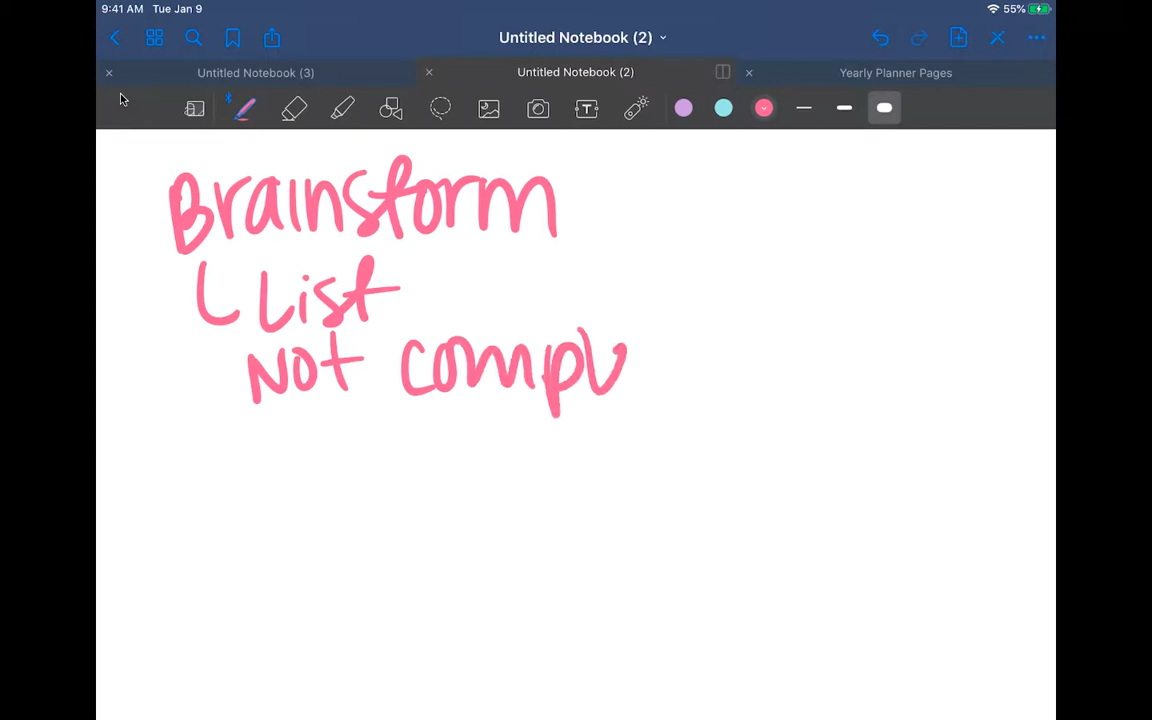 9:41 AM Tue Jan 9 55%
Untitled Notebook (2)
Untitled Notebook (3) Untitled Notebook (2) Yearly Planner Pages
Brainstorm
List
Not compl